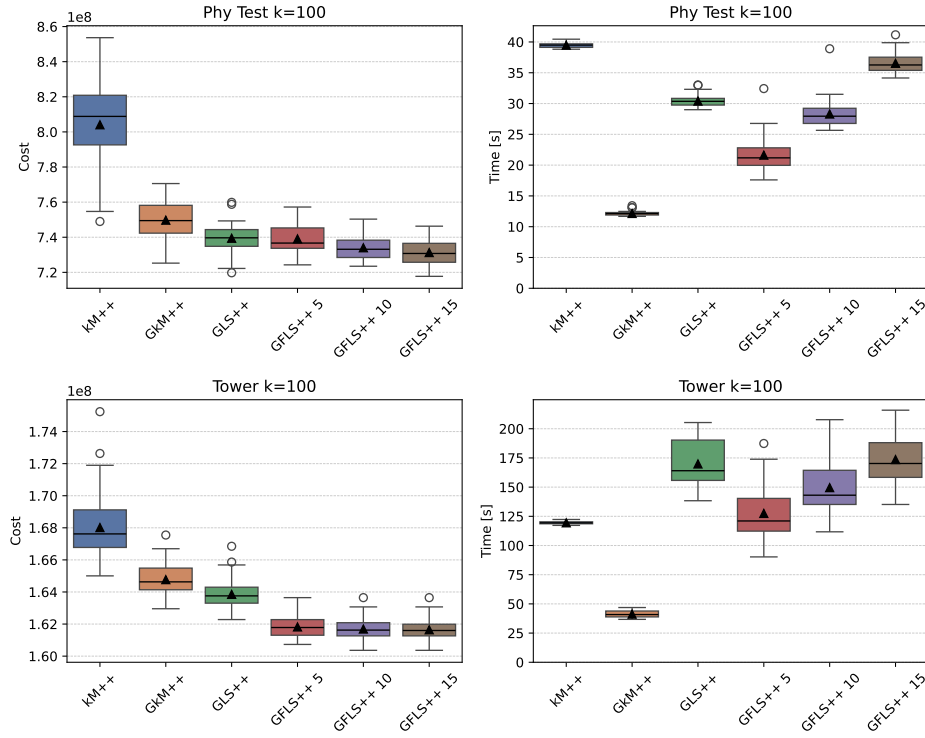 Phy Test k=100
1e8
Cost
8.6
8.4
8.2
8.0
7.8
7.6
7.4
7.2
kM++
GkM++
GLS++
GFLS++ 5
GFLS++ 10
GFLS++ 15
Phy Test k=100
Time [s]
40
35
30
25
20
15
10
5
0
kM++
GkM++
GLS++
GFLS++ 5
GFLS++ 10
GFLS++ 15
Tower k=100
1e8
Cost
1.74
1.72
1.70
1.68
1.66
1.64
1.62
1.60
kM++
GkM++
GLS++
GFLS++ 5
GFLS++ 10
GFLS++ 15
Tower k=100
Time [s]
200
175
150
125
100
75
50
25
0
kM++
GkM++
GLS++
GFLS++ 5
GFLS++ 10
GFLS++ 15